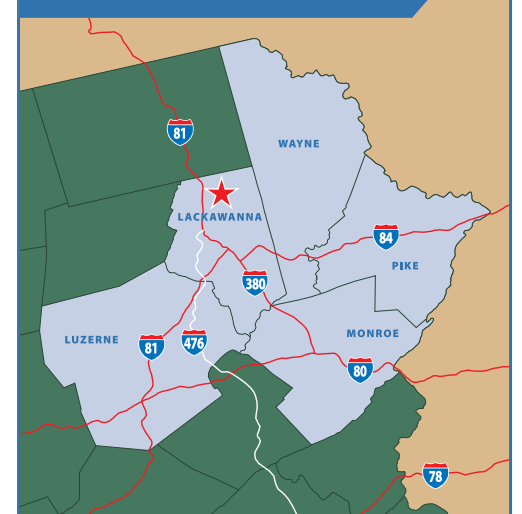 81
WAYNE
LACKAWANNA
84
PIKE
380
LUZERNE
81
476
MONROE
80
78